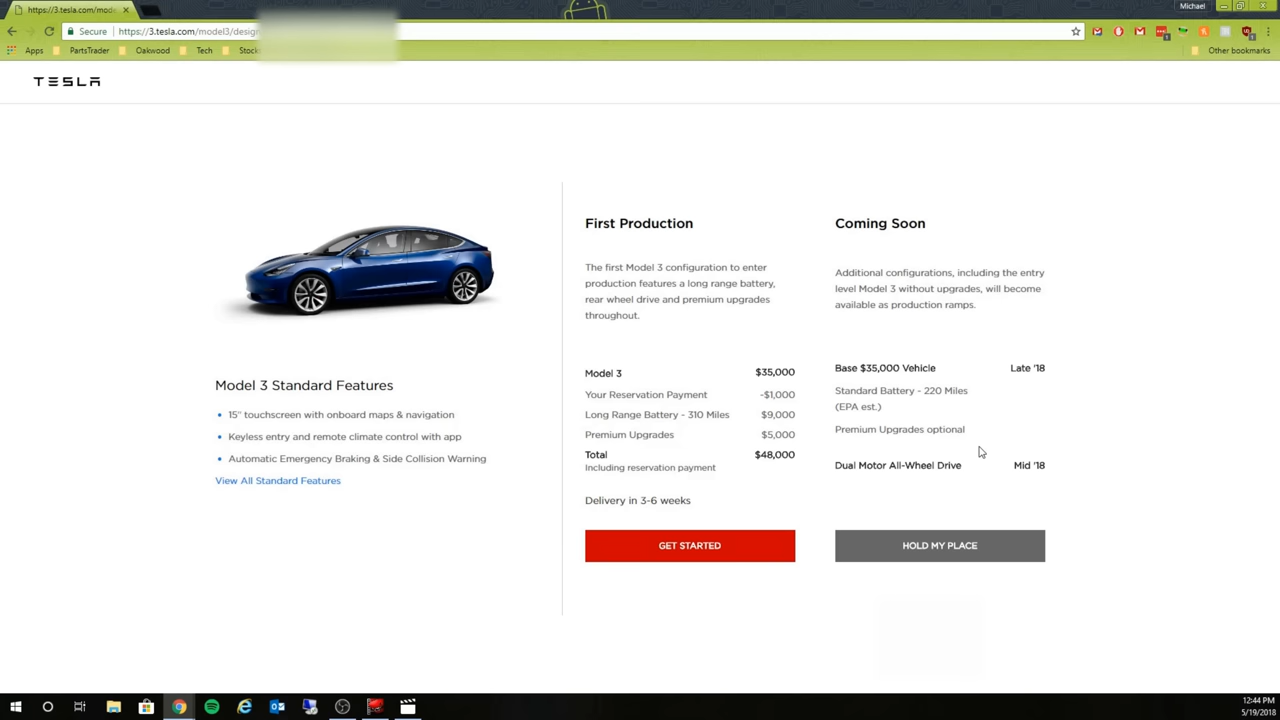 https://3.tesla.com/mod
Michael
Secure
https://3.tesla.com/model3/design
Apps
PartsTrader
Oakwood
Tech
Stock
Other bookmarks
TESLA
Model 3 Standard Features
• 15" touchscreen with onboard maps & navigation
• Keyless entry and remote climate control with app
• Automatic Emergency Braking & Side Collision Warning
View All Standard Features
First Production
The first Model 3 configuration to enter
production features a long range battery,
rear wheel drive and premium upgrades
throughout.
Model 3 $35,000
Your Reservation Payment -$1,000
Long Range Battery - 310 Miles $9,000
Premium Upgrades $5,000
Total $48,000
Including reservation payment
Delivery in 3-6 weeks
GET STARTED
Coming Soon
Additional configurations, including the entry
level Model 3 without upgrades, will become
available as production ramps.
Base $35,000 Vehicle Late '18
Standard Battery - 220 Miles
(EPA est.)
Premium Upgrades optional
Dual Motor All-Wheel Drive Mid '18
HOLD MY PLACE
12:44 PM
5/19/2018